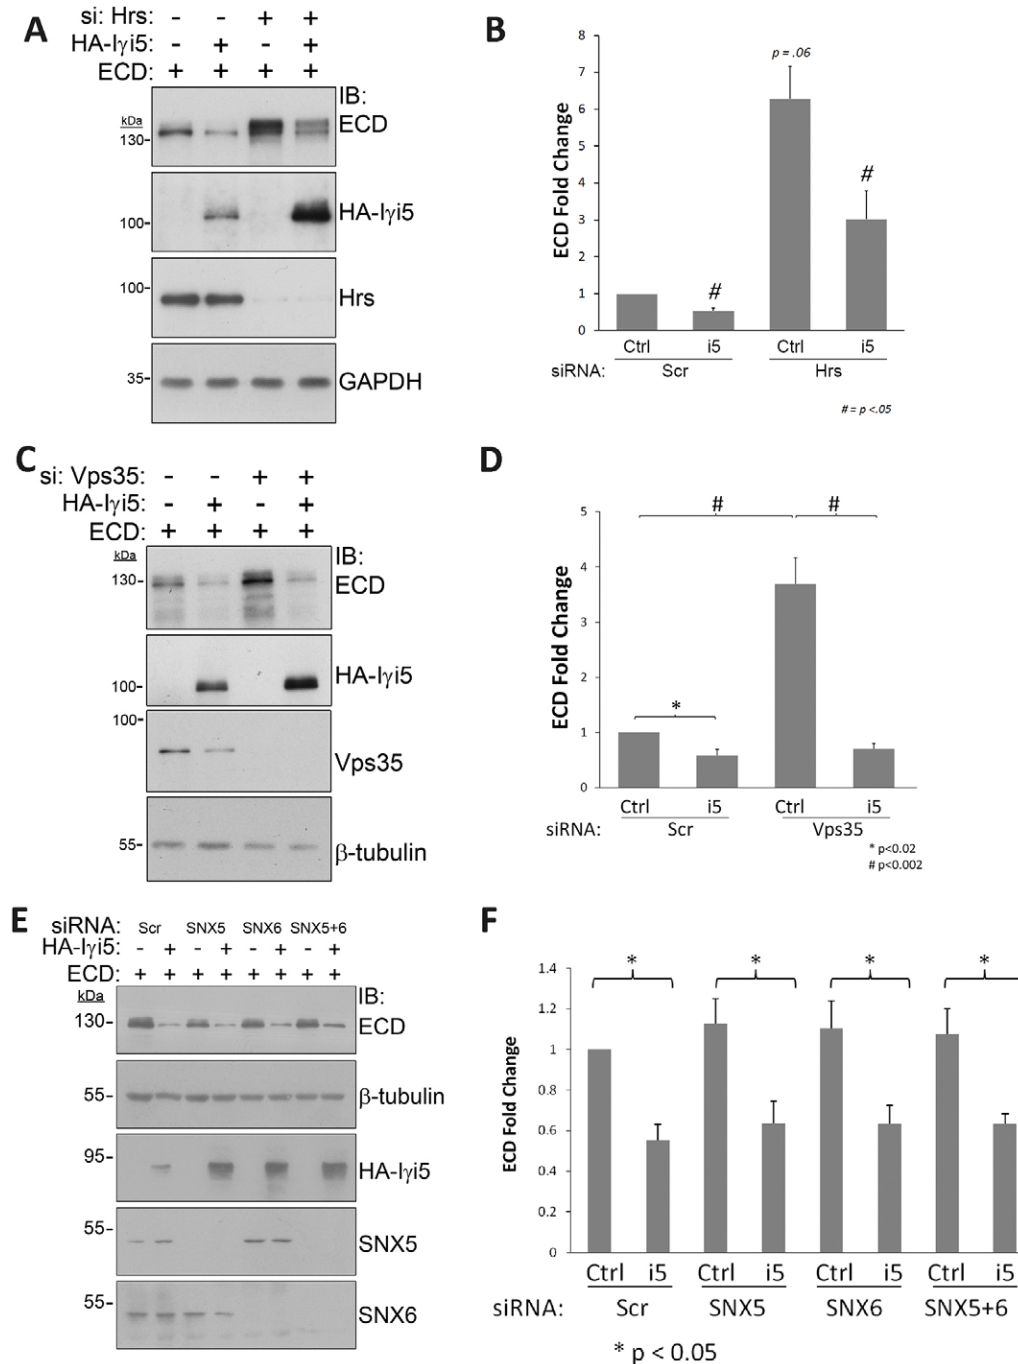 A
si: Hrs: - - + +
HA-Iγi5: - + - +
ECD: + + + +
IB:
kDa
130- ECD
100- HA-Iγi5
100- Hrs
35- GAPDH
B
ECD Fold Change
8
7
6
5
4
3
2
1
0
p = .06
#
#
Ctrl i5 Ctrl i5
siRNA: Scr Hrs
# = p <.05
C
si: Vps35: - - + +
HA-Iγi5: - + - +
ECD: + + + +
IB:
kDa
130- ECD
100- HA-Iγi5
100-
Vps35
55- β-tubulin
D
ECD Fold Change
5
4
3
2
1
0
# #
*
Ctrl i5 Ctrl i5
siRNA: Scr Vps35
* p<0.02
# p<0.002
E
siRNA: Scr SNX5 SNX6 SNX5+6
HA-Iγi5: - + - + - + - +
ECD: + + + + + + + +
IB:
kDa
130- ECD
55- β-tubulin
95- HA-Iγi5
55- SNX5
55- SNX6
F
ECD Fold Change
1.4
1.2
1
0.8
0.6
0.4
0.2
0
* * * *
Ctrl i5 Ctrl i5 Ctrl i5 Ctrl i5
siRNA: Scr SNX5 SNX6 SNX5+6
* p < 0.05